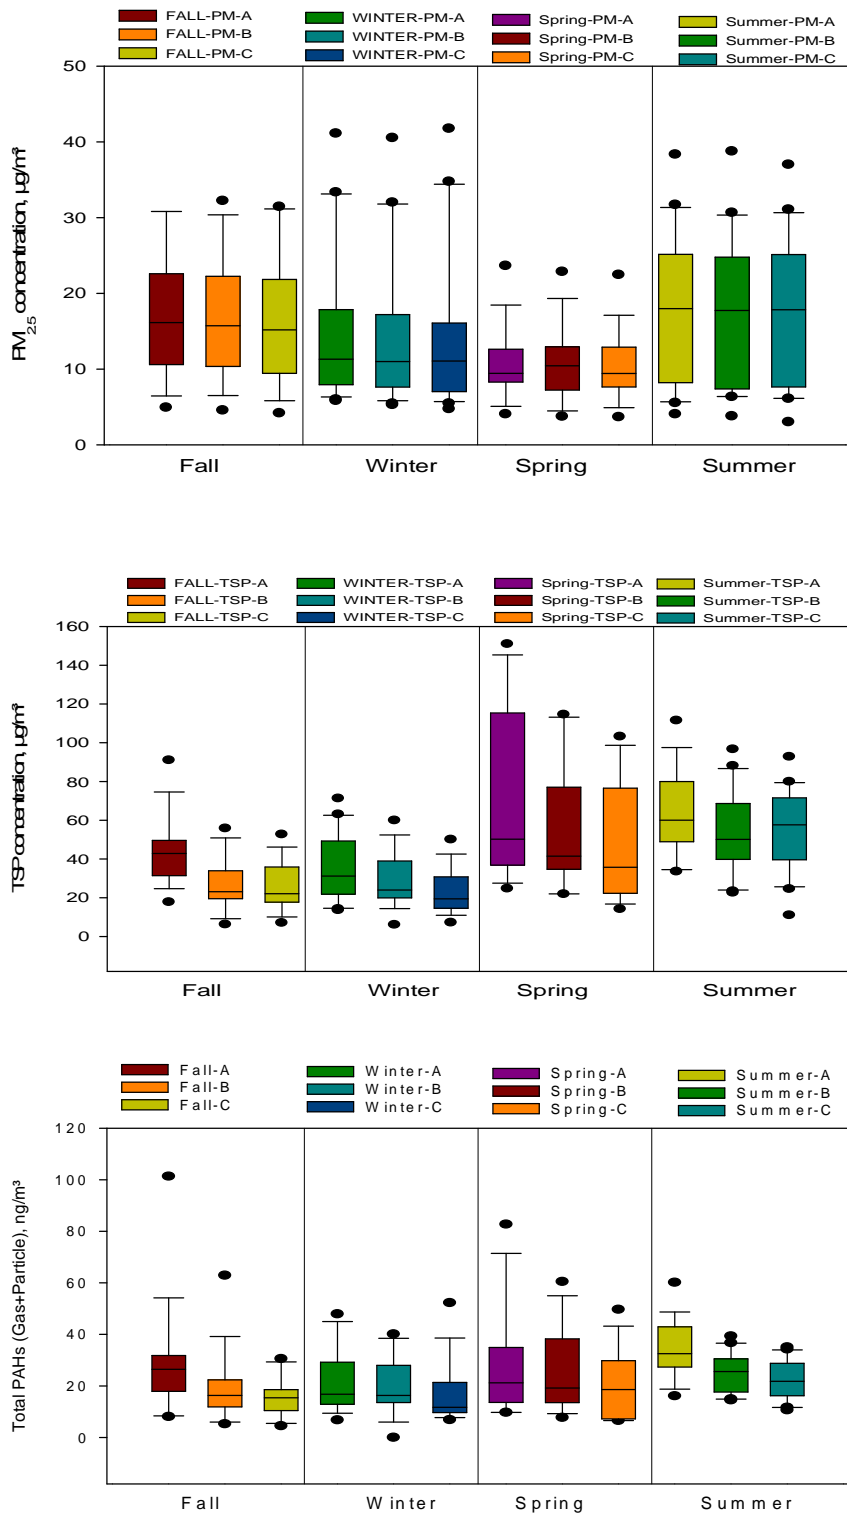 FALL-PM-A WINTER-PM-A Spring-PM-A Summer-PM-A
FALL-PM-B WINTER-PM-B Spring-PM-B Summer-PM-B
FALL-PM-C WINTER-PM-C Spring-PM-C Summer-PM-C
50
40
30
20
10
0
PM2.5 concentration, µg/m³
Fall Winter Spring Summer
FALL-TSP-A WINTER-TSP-A Spring-TSP-A Summer-TSP-A
FALL-TSP-B WINTER-TSP-B Spring-TSP-B Summer-TSP-B
FALL-TSP-C WINTER-TSP-C Spring-TSP-C Summer-TSP-C
160
140
120
100
80
60
40
20
0
TSP concentration, µg/m³
Fall Winter Spring Summer
Fall-A Winter-A Spring-A Summer-A
Fall-B Winter-B Spring-B Summer-B
Fall-C Winter-C Spring-C Summer-C
120
100
80
60
40
20
0
Total PAHs (Gas+Particle), ng/m³
Fall Winter Spring Summer